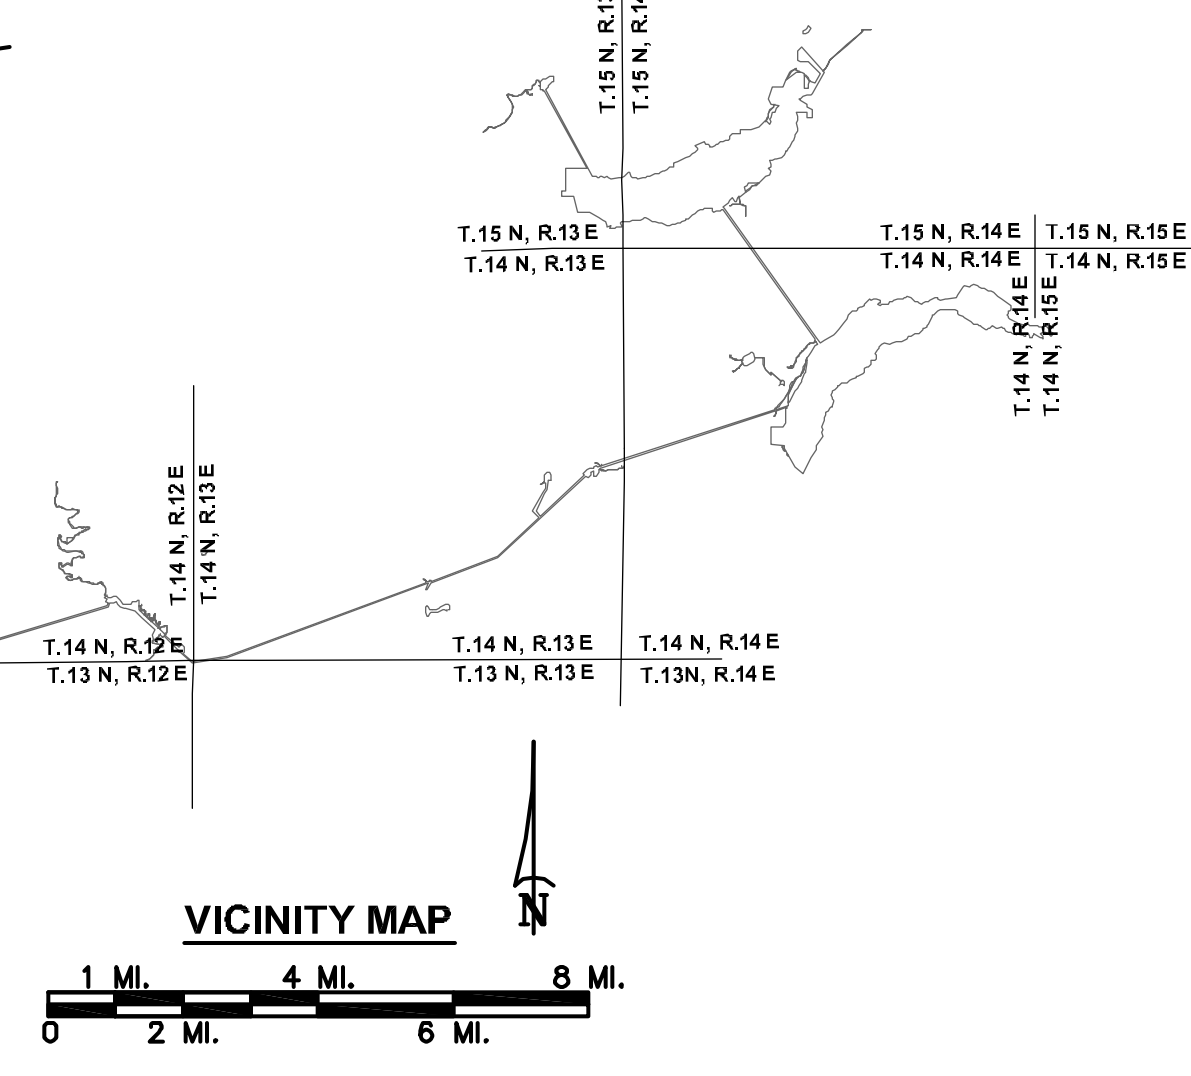 T.15 N, R.13
T.15 N, R.14
T.15 N, R.13 E
T.14 N, R.13 E
T.15 N, R.14 E
T.14 N, R.14 E
T.15 N, R.15 E
T.14 N, R.15 E
T.14 N, R.14 E
T.14 N, R.15 E
T.14 N, R.12 E
T.14 N, R.13 E
T.14 N, R.12 E
T.13 N, R.12 E
T.14 N, R.13 E
T.13 N, R.13 E
T.14 N, R.14 E
T.13N, R.14 E
N
VICINITY MAP
1 MI. 4 MI. 8 MI.
0 2 MI. 6 MI.